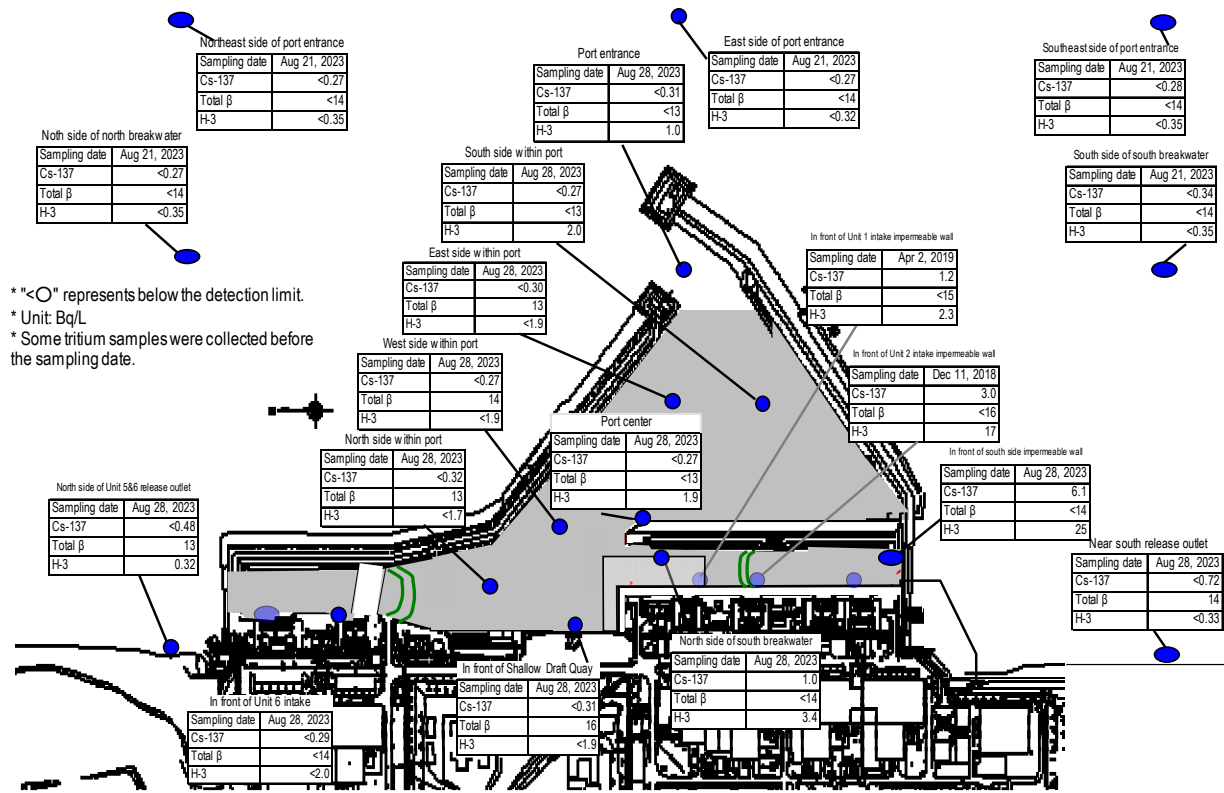 Northeast side of port entrance
Sampling date Aug 21, 2023
Cs-137 <0.27
Total β <14
H-3 <0.35
Port entrance
Sampling date Aug 28, 2023
Cs-137 <0.31
Total β <13
H-3 1.0
East side of port entrance
Sampling date Aug 21, 2023
Cs-137 <0.27
Total β <14
H-3 <0.32
Southeast side of port entrance
Sampling date Aug 21, 2023
Cs-137 <0.28
Total β <14
H-3 <0.35
Noth side of north breakwater
Sampling date Aug 21, 2023
Cs-137 <0.27
Total β <14
H-3 <0.35
South side within port
Sampling date Aug 28, 2023
Cs-137 <0.27
Total β <13
H-3 2.0
South side of south breakwater
Sampling date Aug 21, 2023
Cs-137 <0.34
Total β <14
H-3 <0.35
East side within port
Sampling date Aug 28, 2023
Cs-137 <0.30
Total β 13
H-3 <1.9
In front of Unit 1 intake impermeable wall
Sampling date Apr 2, 2019
Cs-137 1.2
Total β <15
H-3 2.3
* "<○" represents below the detection limit.
* Unit: Bq/L
* Some tritium samples were collected before
the sampling date.
West side within port
Sampling date Aug 28, 2023
Cs-137 <0.27
Total β 14
H-3 <1.9
In front of Unit 2 intake impermeable wall
Sampling date Dec 11, 2018
Cs-137 3.0
Total β <16
H-3 17
Port center
Sampling date Aug 28, 2023
Cs-137 <0.27
Total β <13
H-3 1.9
North side within port
Sampling date Aug 28, 2023
Cs-137 <0.32
Total β 13
H-3 <1.7
In front of south side impermeable wall
Sampling date Aug 28, 2023
Cs-137 6.1
Total β <14
H-3 25
North side of Unit 5&6 release outlet
Sampling date Aug 28, 2023
Cs-137 <0.48
Total β 13
H-3 0.32
Near south release outlet
Sampling date Aug 28, 2023
Cs-137 <0.72
Total β 14
H-3 <0.33
North side of south breakwater
Sampling date Aug 28, 2023
Cs-137 1.0
Total β <14
H-3 3.4
In front of Shallow Draft Quay
Sampling date Aug 28, 2023
Cs-137 <0.31
Total β 16
H-3 <1.9
In front of Unit 6 intake
Sampling date Aug 28, 2023
Cs-137 <0.29
Total β <14
H-3 <2.0